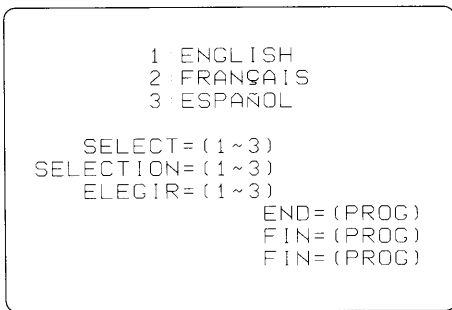 1 : ENGLISH
2 : FRANÇAIS
3 : ESPAÑOL
SELECT=(1~3)
SELECTION=(1~3)
ELEGIR=(1~3)
END=(PROG)
FIN=(PROG)
FIN=(PROG)